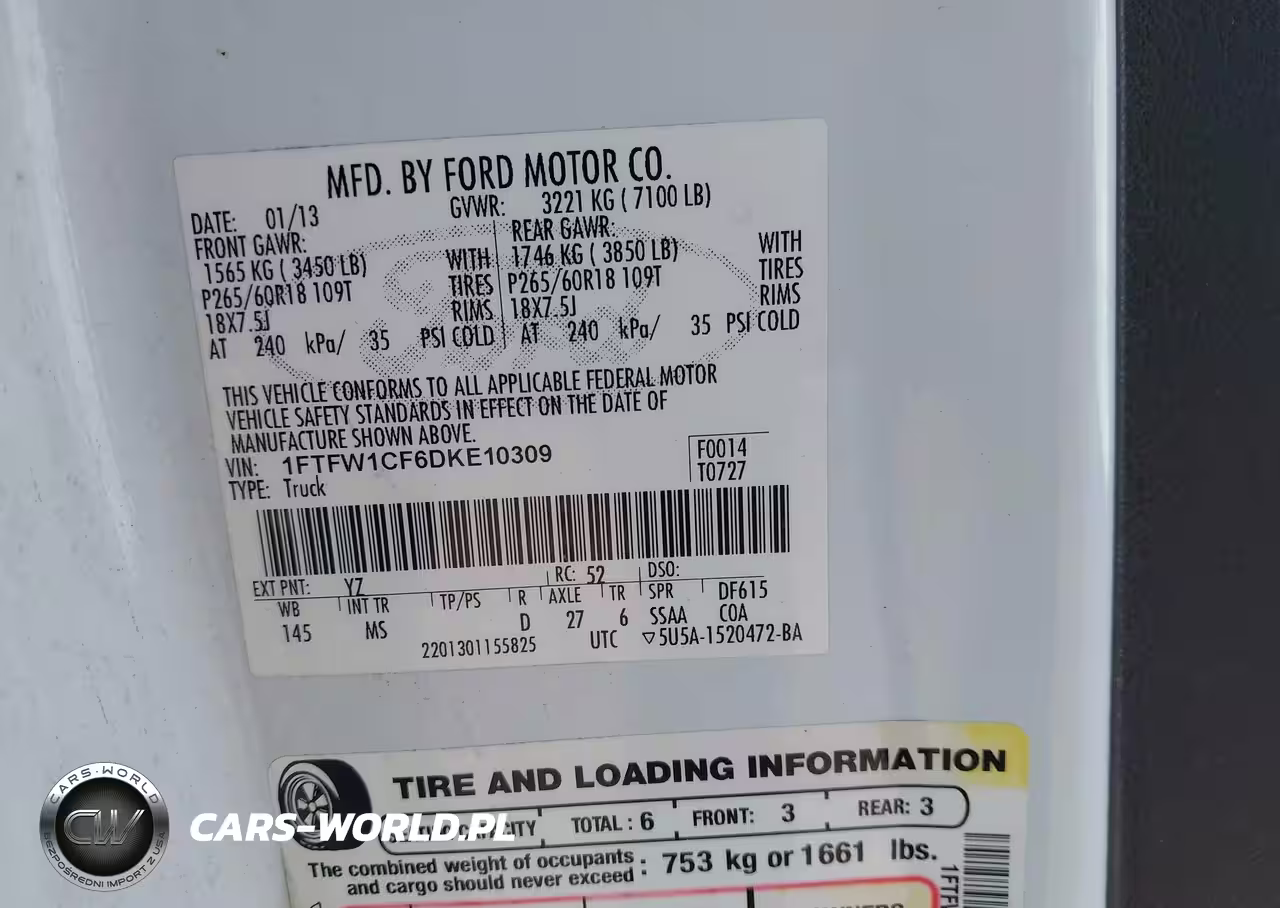 MFD. BY FORD MOTOR CO.
DATE: 01/13 GVWR: 3221 KG ( 7100 LB)
FRONT GAWR: REAR GAWR:
1565 KG ( 3450 LB) WITH 1746 KG ( 3850 LB) WITH
P265/60R18 109T TIRES P265/60R18 109T TIRES
18X7.5J RIMS 18X7.5J RIMS
AT 240 kPa/ 35 PSI COLD AT 240 kPa/ 35 PSI COLD
THIS VEHICLE CONFORMS TO ALL APPLICABLE FEDERAL MOTOR
VEHICLE SAFETY STANDARDS IN EFFECT ON THE DATE OF
MANUFACTURE SHOWN ABOVE.
VIN: 1FTFW1CF6DKE10309 F0014
TYPE: Truck T0727
EXT PNT: YZ RC: 52 DSO:
WB INT TR TP/PS R AXLE TR SPR DF615
145 MS D 27 6 SSAA COA
2201301155825 UTC ▽5U5A-1520472-BA
TIRE AND LOADING INFORMATION
TOTAL : 6 FRONT: 3 REAR: 3
The combined weight of occupants : 753 kg or 1661 lbs.
and cargo should never exceed :
1FTF
CARS-WORLD
CW
BEZPOŚREDNI IMPORT Z USA
CARS-WORLD.PL